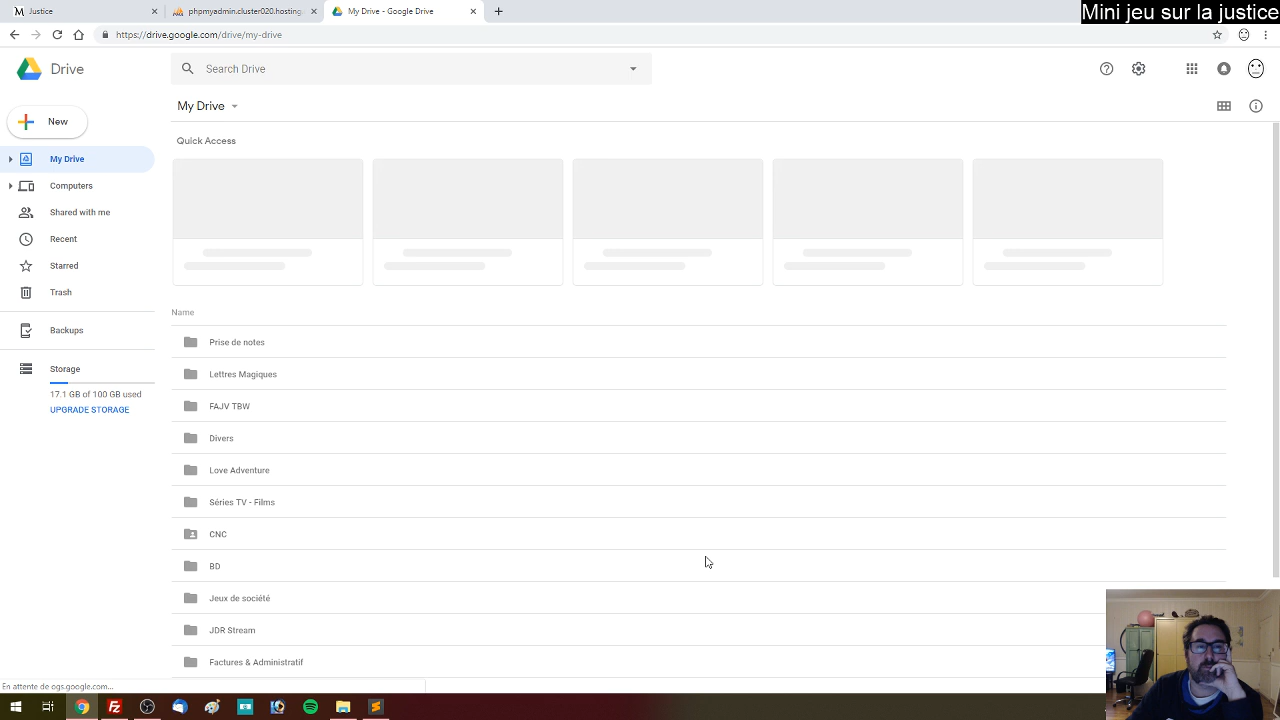 Justice
phpmyadmin.cluster020.hosting.
My Drive - Google Drive
Mini jeu sur la justice
https://drive.google.com/drive/my-drive
Drive
Search Drive
New
My Drive
My Drive
Computers
Shared with me
Recent
Starred
Trash
Backups
Storage
17.1 GB of 100 GB used
UPGRADE STORAGE
Quick Access
Name
Prise de notes
Lettres Magiques
FAJV TBW
Divers
Love Adventure
Séries TV - Films
CNC
BD
Jeux de société
JDR Stream
Factures & Administratif
En attente de ogs.google.com...